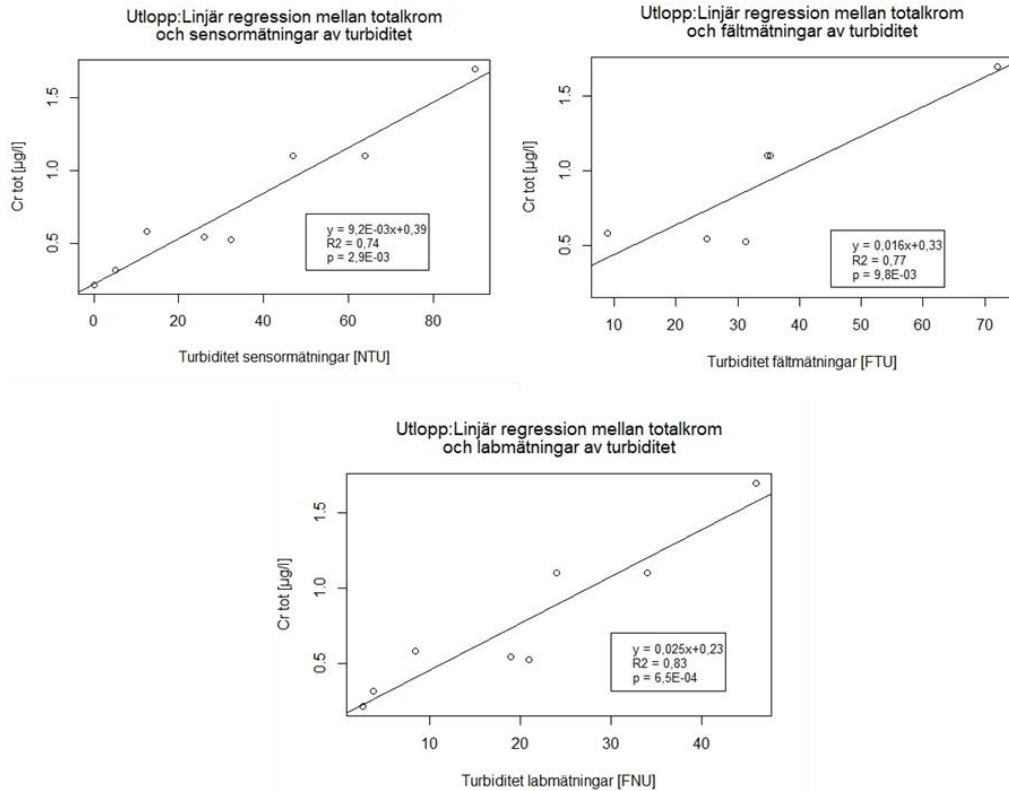 Utlopp:Linjär regression mellan totalkrom
och sensormätningar av turbiditet
Cr tot [µg/l]
1.5
1.0
0.5
y = 9,2E-03x+0,39
R2 = 0,74
p = 2,9E-03
0 20 40 60 80
Turbiditet sensormätningar [NTU]
Utlopp:Linjär regression mellan totalkrom
och fältmätningar av turbiditet
Cr tot [µg/l]
1.5
1.0
0.5
y = 0,016x+0,33
R2 = 0,77
p = 9,8E-03
10 20 30 40 50 60 70
Turbiditet fältmätningar [FTU]
Utlopp:Linjär regression mellan totalkrom
och labmätningar av turbiditet
Cr tot [µg/l]
1.5
1.0
0.5
y = 0,025x+0,23
R2 = 0,83
p = 6,5E-04
10 20 30 40
Turbiditet labmätningar [FNU]